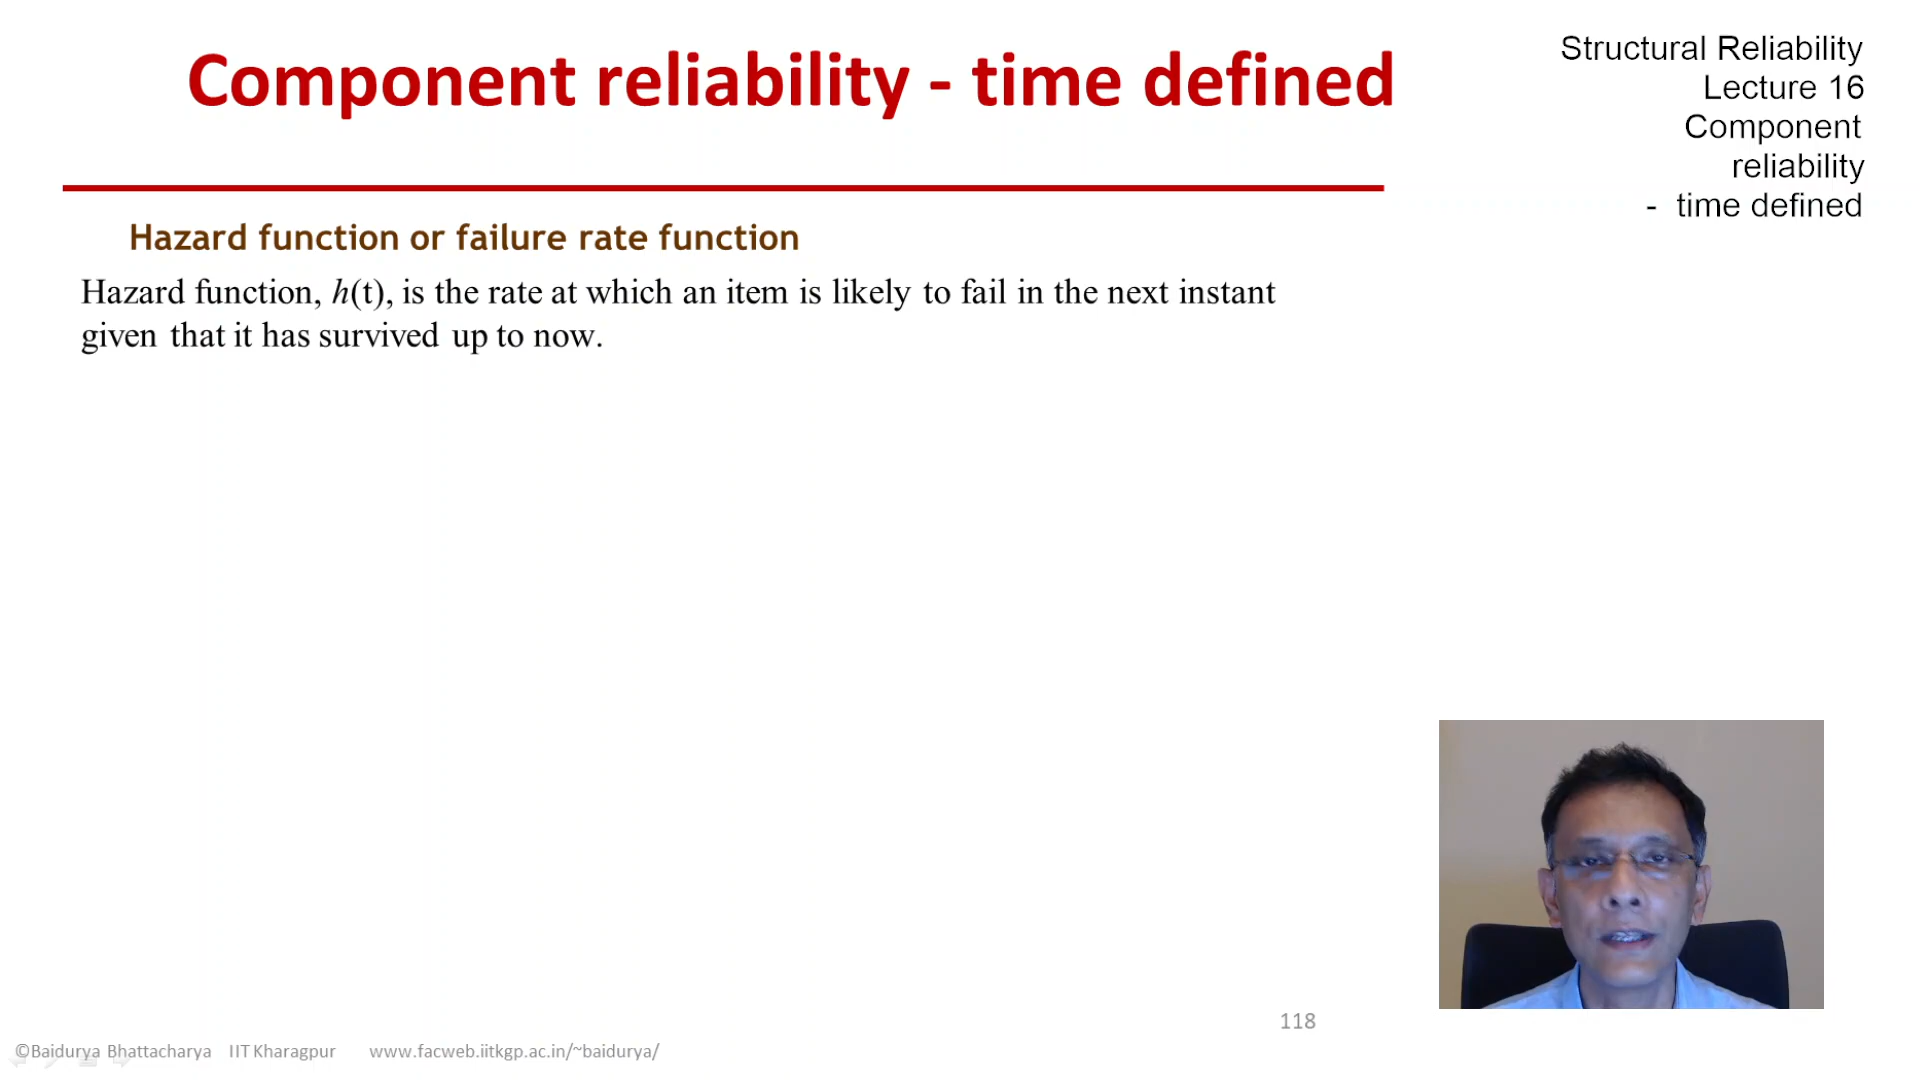 Component reliability - time defined
Structural Reliability
Lecture 16
Component
reliability
- time defined
Hazard function or failure rate function
Hazard function, h(t), is the rate at which an item is likely to fail in the next instant
given that it has survived up to now.
118
©Baidurya Bhattacharya IIT Kharagpur www.facweb.iitkgp.ac.in/~baidurya/